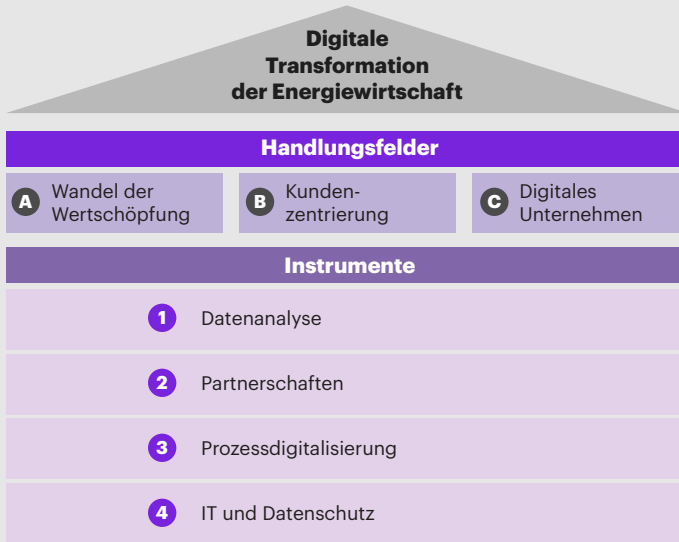 Digitale
Transformation
der Energiewirtschaft
Handlungsfelder
A Wandel der
Wertschöpfung
B Kunden-
zentrierung
C Digitales
Unternehmen
Instrumente
1 Datenanalyse
2 Partnerschaften
3 Prozessdigitalisierung
4 IT und Datenschutz